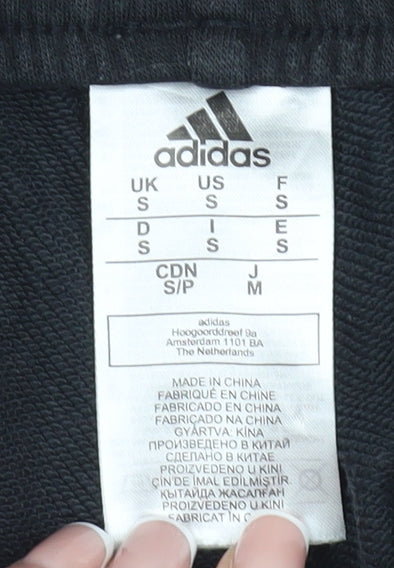 adidas
UK US F
S S S
D I E
S S S
CDN J
S/P M
adidas
Hoogoorddreef 9a
Amsterdam 1101 BA
The Netherlands
MADE IN CHINA
FABRIQUÉ EN CHINE
FABRICADO EN CHINA
FABRICADO NA CHINA
GYÁRTVA: KÍNA
ПРОИЗВЕДЕНО В КИТАЙ
СДЕЛАНО В КИТАЕ
PROIZVEDENO U KINI
ÇİN'DE İMAL EDİLMİŞTİR
ҚЫТАЙДА ЖАСАЛҒАН
PROIZVEDENO U KINI
FABRICAT IN